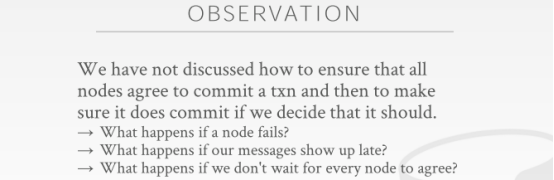 OBSERVATION
We have not discussed how to ensure that all
nodes agree to commit a txn and then to make
sure it does commit if we decide that it should.
→ What happens if a node fails?
→ What happens if our messages show up late?
→ What happens if we don't wait for every node to agree?